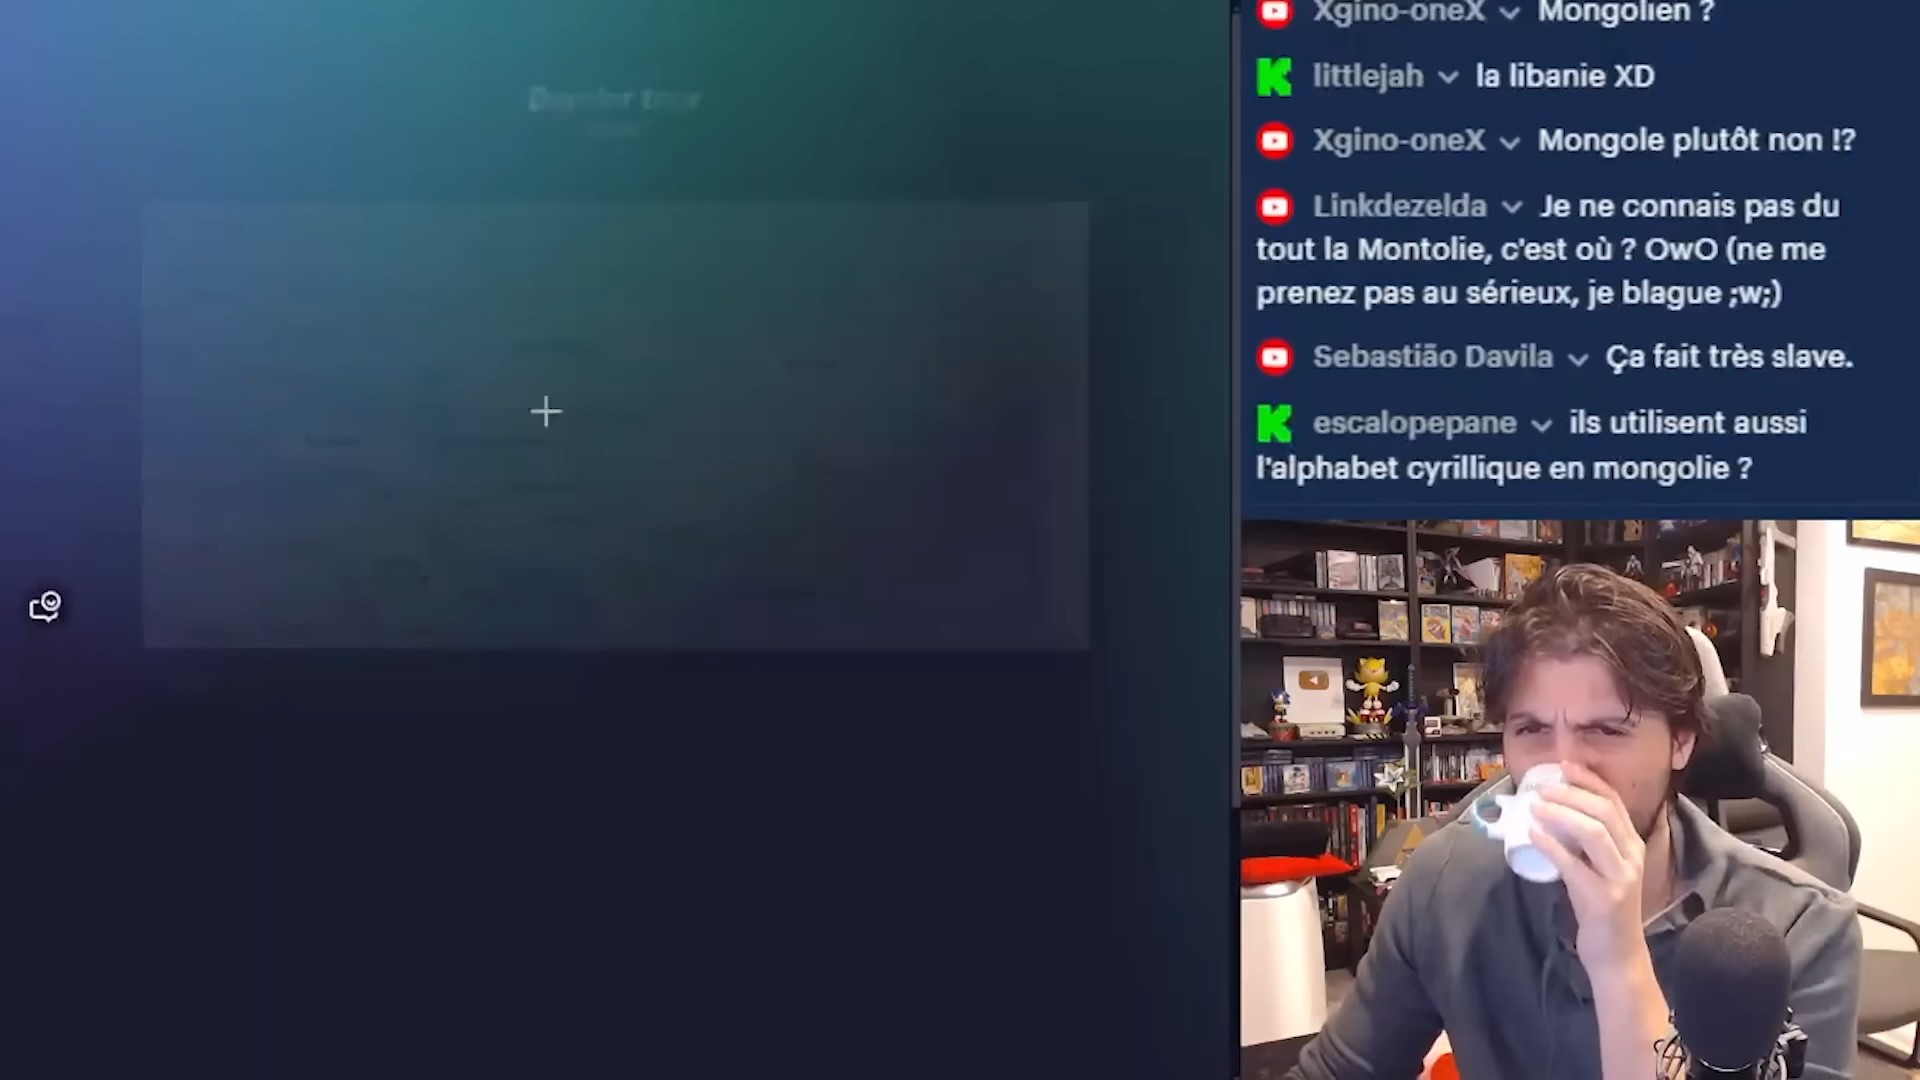 Dernier titer
Xgino-oneX Mongolien ?
littlejah la libanie XD
Xgino-oneX Mongole plutôt non !?
Linkdezelda Je ne connais pas du
tout la Montolie, c'est où ? OwO (ne me
prenez pas au sérieux, je blague ;w;)
Sebastião Davila Ça fait très slave.
escalopepane ils utilisent aussi
l'alphabet cyrillique en mongolie ?